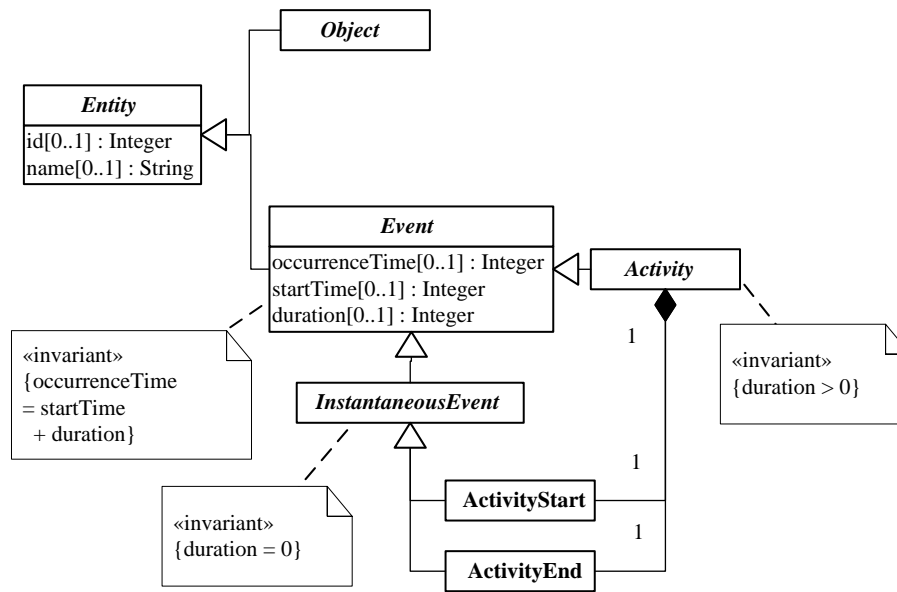 Object
Entity
id[0..1] : Integer
name[0..1] : String
Event
occurrenceTime[0..1] : Integer
startTime[0..1] : Integer
duration[0..1] : Integer
Activity
1
«invariant»
{occurrenceTime
= startTime
+ duration}
«invariant»
{duration > 0}
InstantaneousEvent
1
ActivityStart
«invariant»
{duration = 0}
1
ActivityEnd